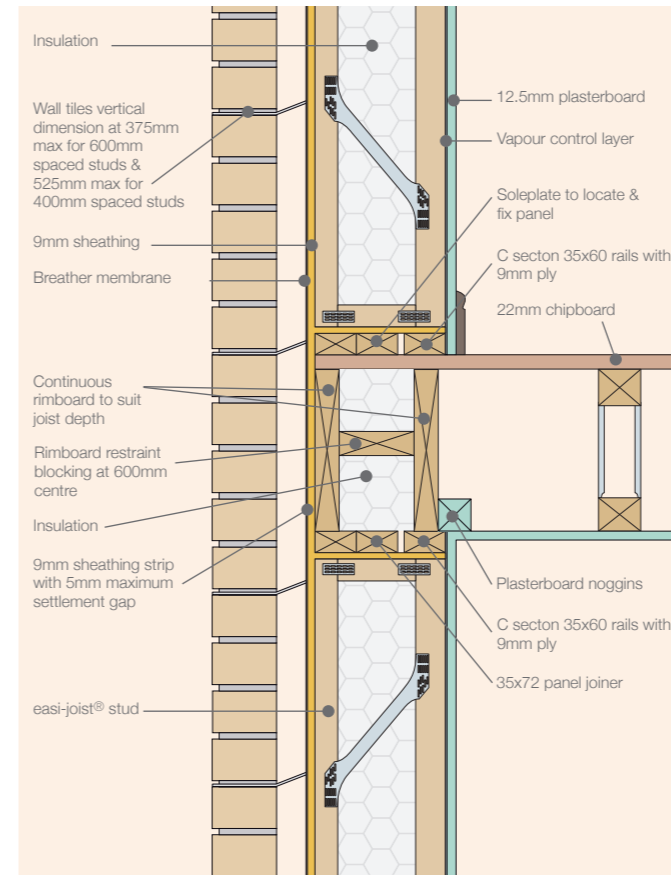 Insulation
Wall tiles vertical
dimension at 375mm
max for 600mm
spaced studs &
525mm max for
400mm spaced studs
9mm sheathing
Breather membrane
Continuous
rimboard to suit
joist depth
Rimboard restraint
blocking at 600mm
centre
Insulation
9mm sheathing strip
with 5mm maximum
settlement gap
easi-joist® stud
12.5mm plasterboard
Vapour control layer
Soleplate to locate &
fix panel
C secton 35x60 rails with
9mm ply
22mm chipboard
Plasterboard noggins
C secton 35x60 rails with
9mm ply
35x72 panel joiner